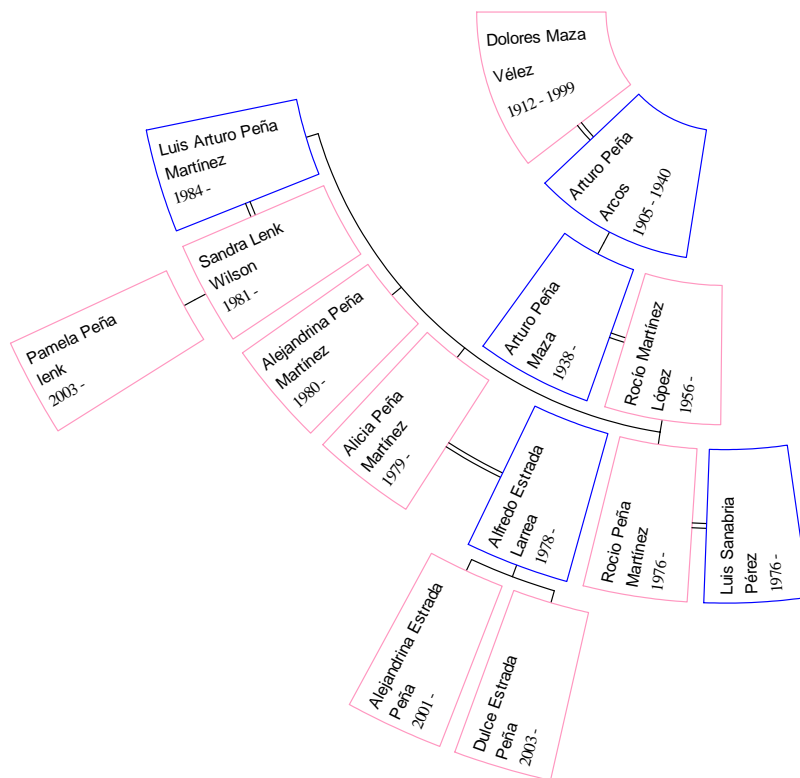 Dolores Maza
Vélez
1912 - 1999
Arturo Peña
Arcos
1905 - 1940
Luis Arturo Peña
Martínez
1984 -
Sandra Lenk
Wilson
1981 -
Pamela Peña
lenk
2003 -
Alejandrina Peña
Martínez
1980 -
Alicia Peña
Martínez
1979 -
Arturo Peña
Maza
1938 -
Rocío Martínez
López
1956 -
Alfredo Estrada
Larrea
1978 -
Rocio Peña
Martínez
1976 -
Luis Sanabria
Pérez
1976 -
Alejandrina Estrada
Peña
2001 -
Dulce Estrada
Peña
2003 -